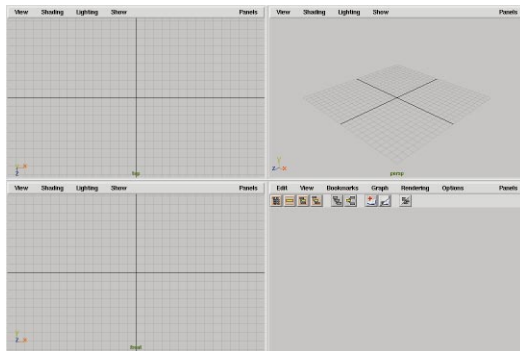 View Shading Lighting Show Panels
top
View Shading Lighting Show Panels
persp
View Shading Lighting Show Panels
front
Edit View Bookmarks Graph Rendering Options Panels